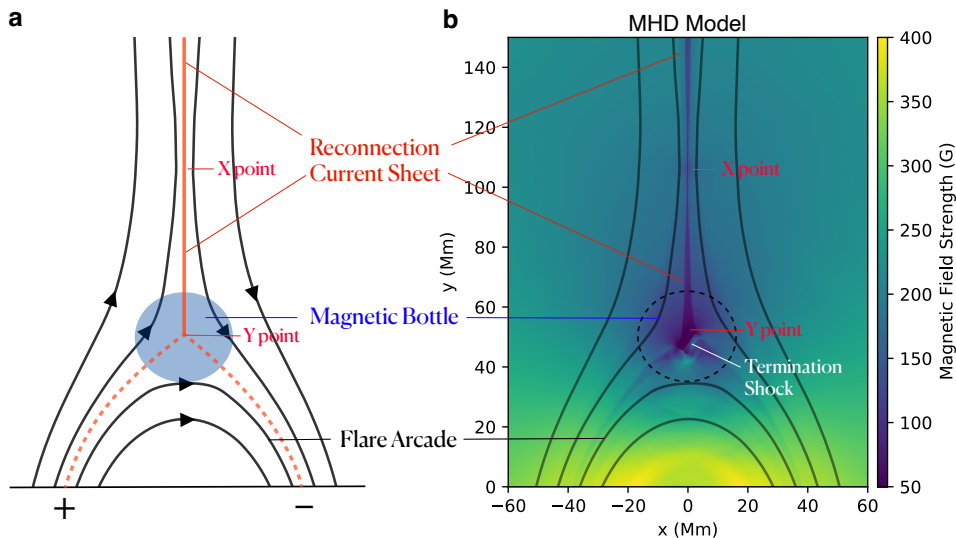 a
b
MHD Model
Reconnection
Current Sheet
X point
X point
Magnetic Bottle
Y point
Y point
Termination
Shock
Flare Arcade
+
−
140
120
100
80
60
40
20
0
y (Mm)
−60
−40
−20
0
20
40
60
x (Mm)
400
350
300
250
200
150
100
50
Magnetic Field Strength (G)